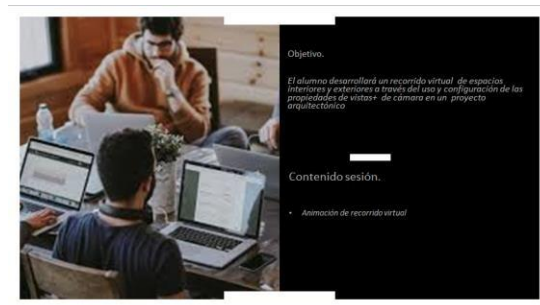 Objetivo.
El alumno desarrollará un recorrido virtual de espacios
interiores y exteriores a través del uso y configuración de las
propiedades de vistas+ de cámara en un proyecto
arquitectónico
Contenido sesión.
• Animación de recorrido virtual